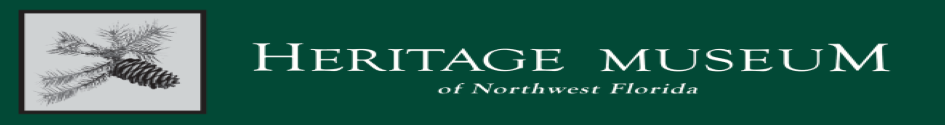 HERITAGE MUSEUM
of Northwest Florida